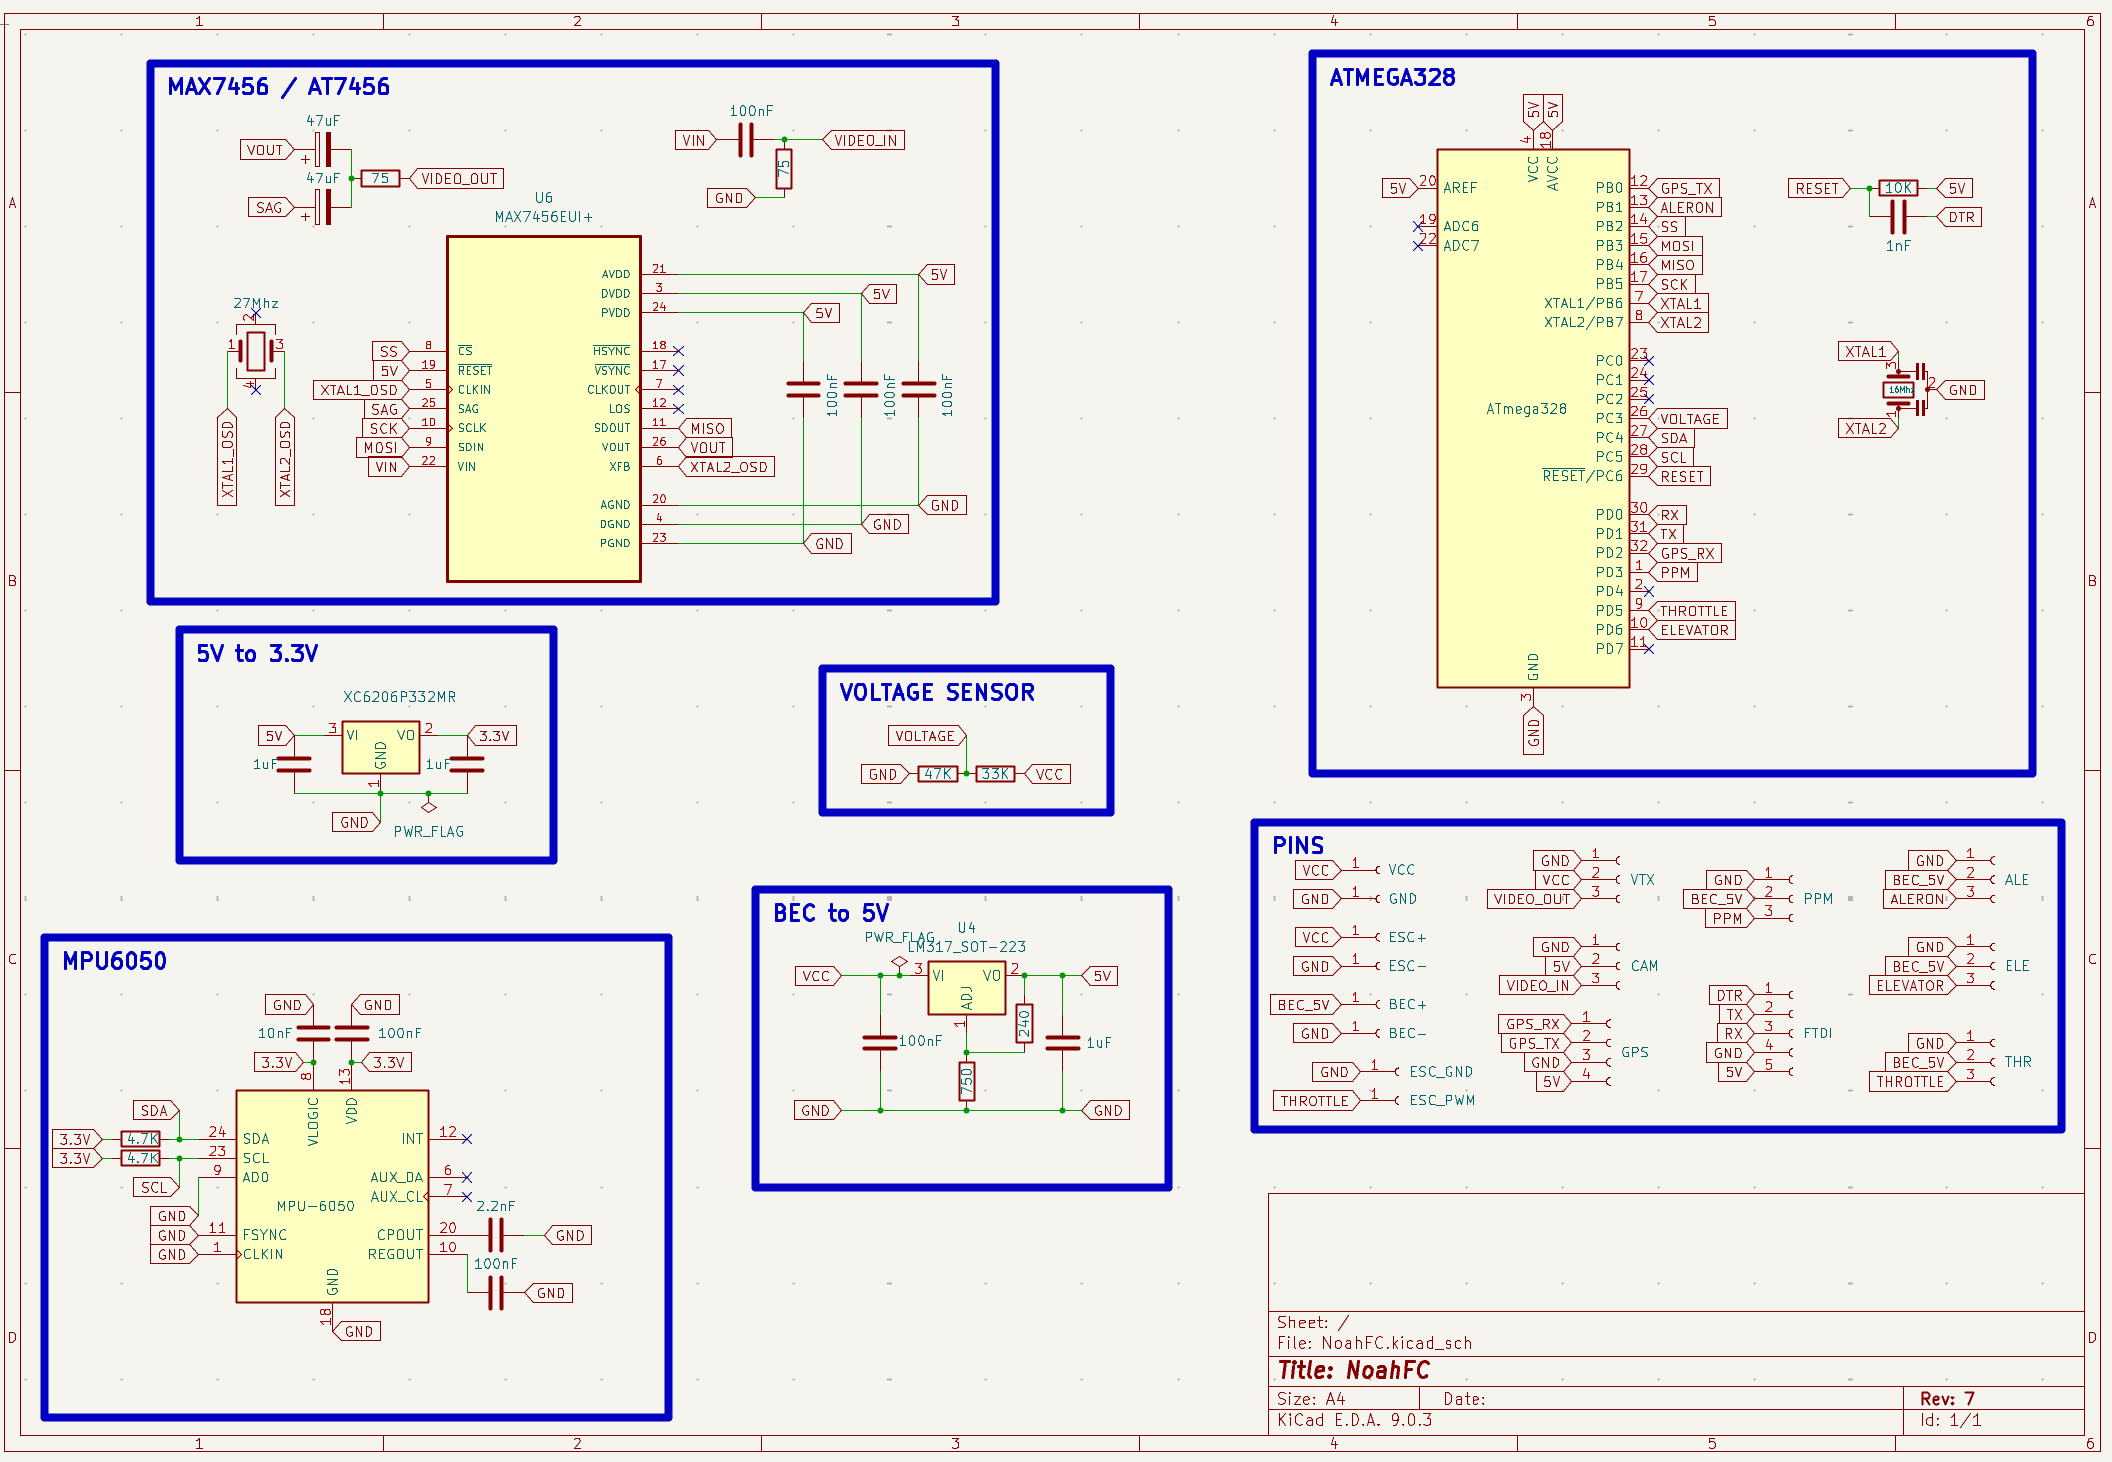 1 2 3 4 5 6
A
B
C
D
MAX7456 / AT7456
47uF
VOUT
+
47uF
75
VIDEO_OUT
SAG
+
100nF
VIN
VIDEO_IN
75
GND
U6
MAX7456EUI+
27Mhz
2
1
3
4
XTAL1_OSD
XTAL2_OSD
SS 8 CS
5V 19 RESET
XTAL1_OSD 5 CLKIN
SAG 25 SAG
SCK 10 SCLK
MOSI 9 SDIN
VIN 22 VIN
AVDD 21 5V
DVDD 3 5V
PVDD 24 5V
HSYNC 18
VSYNC 17
CLKOUT 7
LOS 12
SDOUT 11 MISO
VOUT 26 VOUT
XFB 6 XTAL2_OSD
AGND 20 GND
DGND 4 GND
PGND 23 GND
100nF
100nF
100nF
ATMEGA328
5V
5V
4
18
VCC
AVCC
5V 20 AREF
19 ADC6
22 ADC7
ATmega328
PB0 12 GPS_TX
PB1 13 ALERON
PB2 14 SS
PB3 15 MOSI
PB4 16 MISO
PB5 17 SCK
XTAL1/PB6 7 XTAL1
XTAL2/PB7 8 XTAL2
PC0 23
PC1 24
PC2 25
PC3 26 VOLTAGE
PC4 27 SDA
PC5 28 SCL
RESET/PC6 29 RESET
PD0 30 RX
PD1 31 TX
PD2 32 GPS_RX
PD3 1 PPM
PD4 2
PD5 9 THROTTLE
PD6 10 ELEVATOR
PD7 11
GND
3
GND
RESET
10K
5V
DTR
1nF
XTAL1
3
16Mhz
2
GND
1
XTAL2
5V to 3.3V
XC6206P332MR
5V 3 VI VO 2 3.3V
GND
1uF
1uF
1
GND
PWR_FLAG
VOLTAGE SENSOR
VOLTAGE
GND 47K 33K VCC
BEC to 5V
U4
PWR_FLAG
LM317_SOT-223
VCC 3 VI VO 2 5V
ADJ
1
240
100nF
1uF
750
GND
GND
PINS
VCC 1 VCC
GND 1 GND
VCC 1 ESC+
GND 1 ESC-
BEC_5V 1 BEC+
GND 1 BEC-
GND 1 ESC_GND
THROTTLE 1 ESC_PWM
GND 1
VCC 2 VTX
VIDEO_OUT 3
GND 1
5V 2 CAM
VIDEO_IN 3
GPS_RX 1
GPS_TX 2
GND 3
5V 4
GPS
GND 1
BEC_5V 2 PPM
PPM 3
DTR 1
TX 2
RX 3 FTDI
GND 4
5V 5
GND 1
BEC_5V 2 ALE
ALERON 3
GND 1
BEC_5V 2 ELE
ELEVATOR 3
GND 1
BEC_5V 2 THR
THROTTLE 3
MPU6050
GND
GND
10nF
100nF
3.3V
3.3V
8
13
VLOGIC
VDD
SDA
3.3V 4.7K 24 SDA
3.3V 4.7K 23 SCL
9 AD0
SCL
GND
GND 11 FSYNC
GND 1 CLKIN
MPU-6050
INT 12
AUX_DA 6
AUX_CL 7
2.2nF
CPOUT 20 GND
REGOUT 10
100nF
GND
GND
18
GND
Sheet: /
File: NoahFC.kicad_sch
Title: NoahFC
Size: A4 Date: Rev: 7
KiCad E.D.A. 9.0.3 Id: 1/1
A
B
C
D
1 2 3 4 5 6